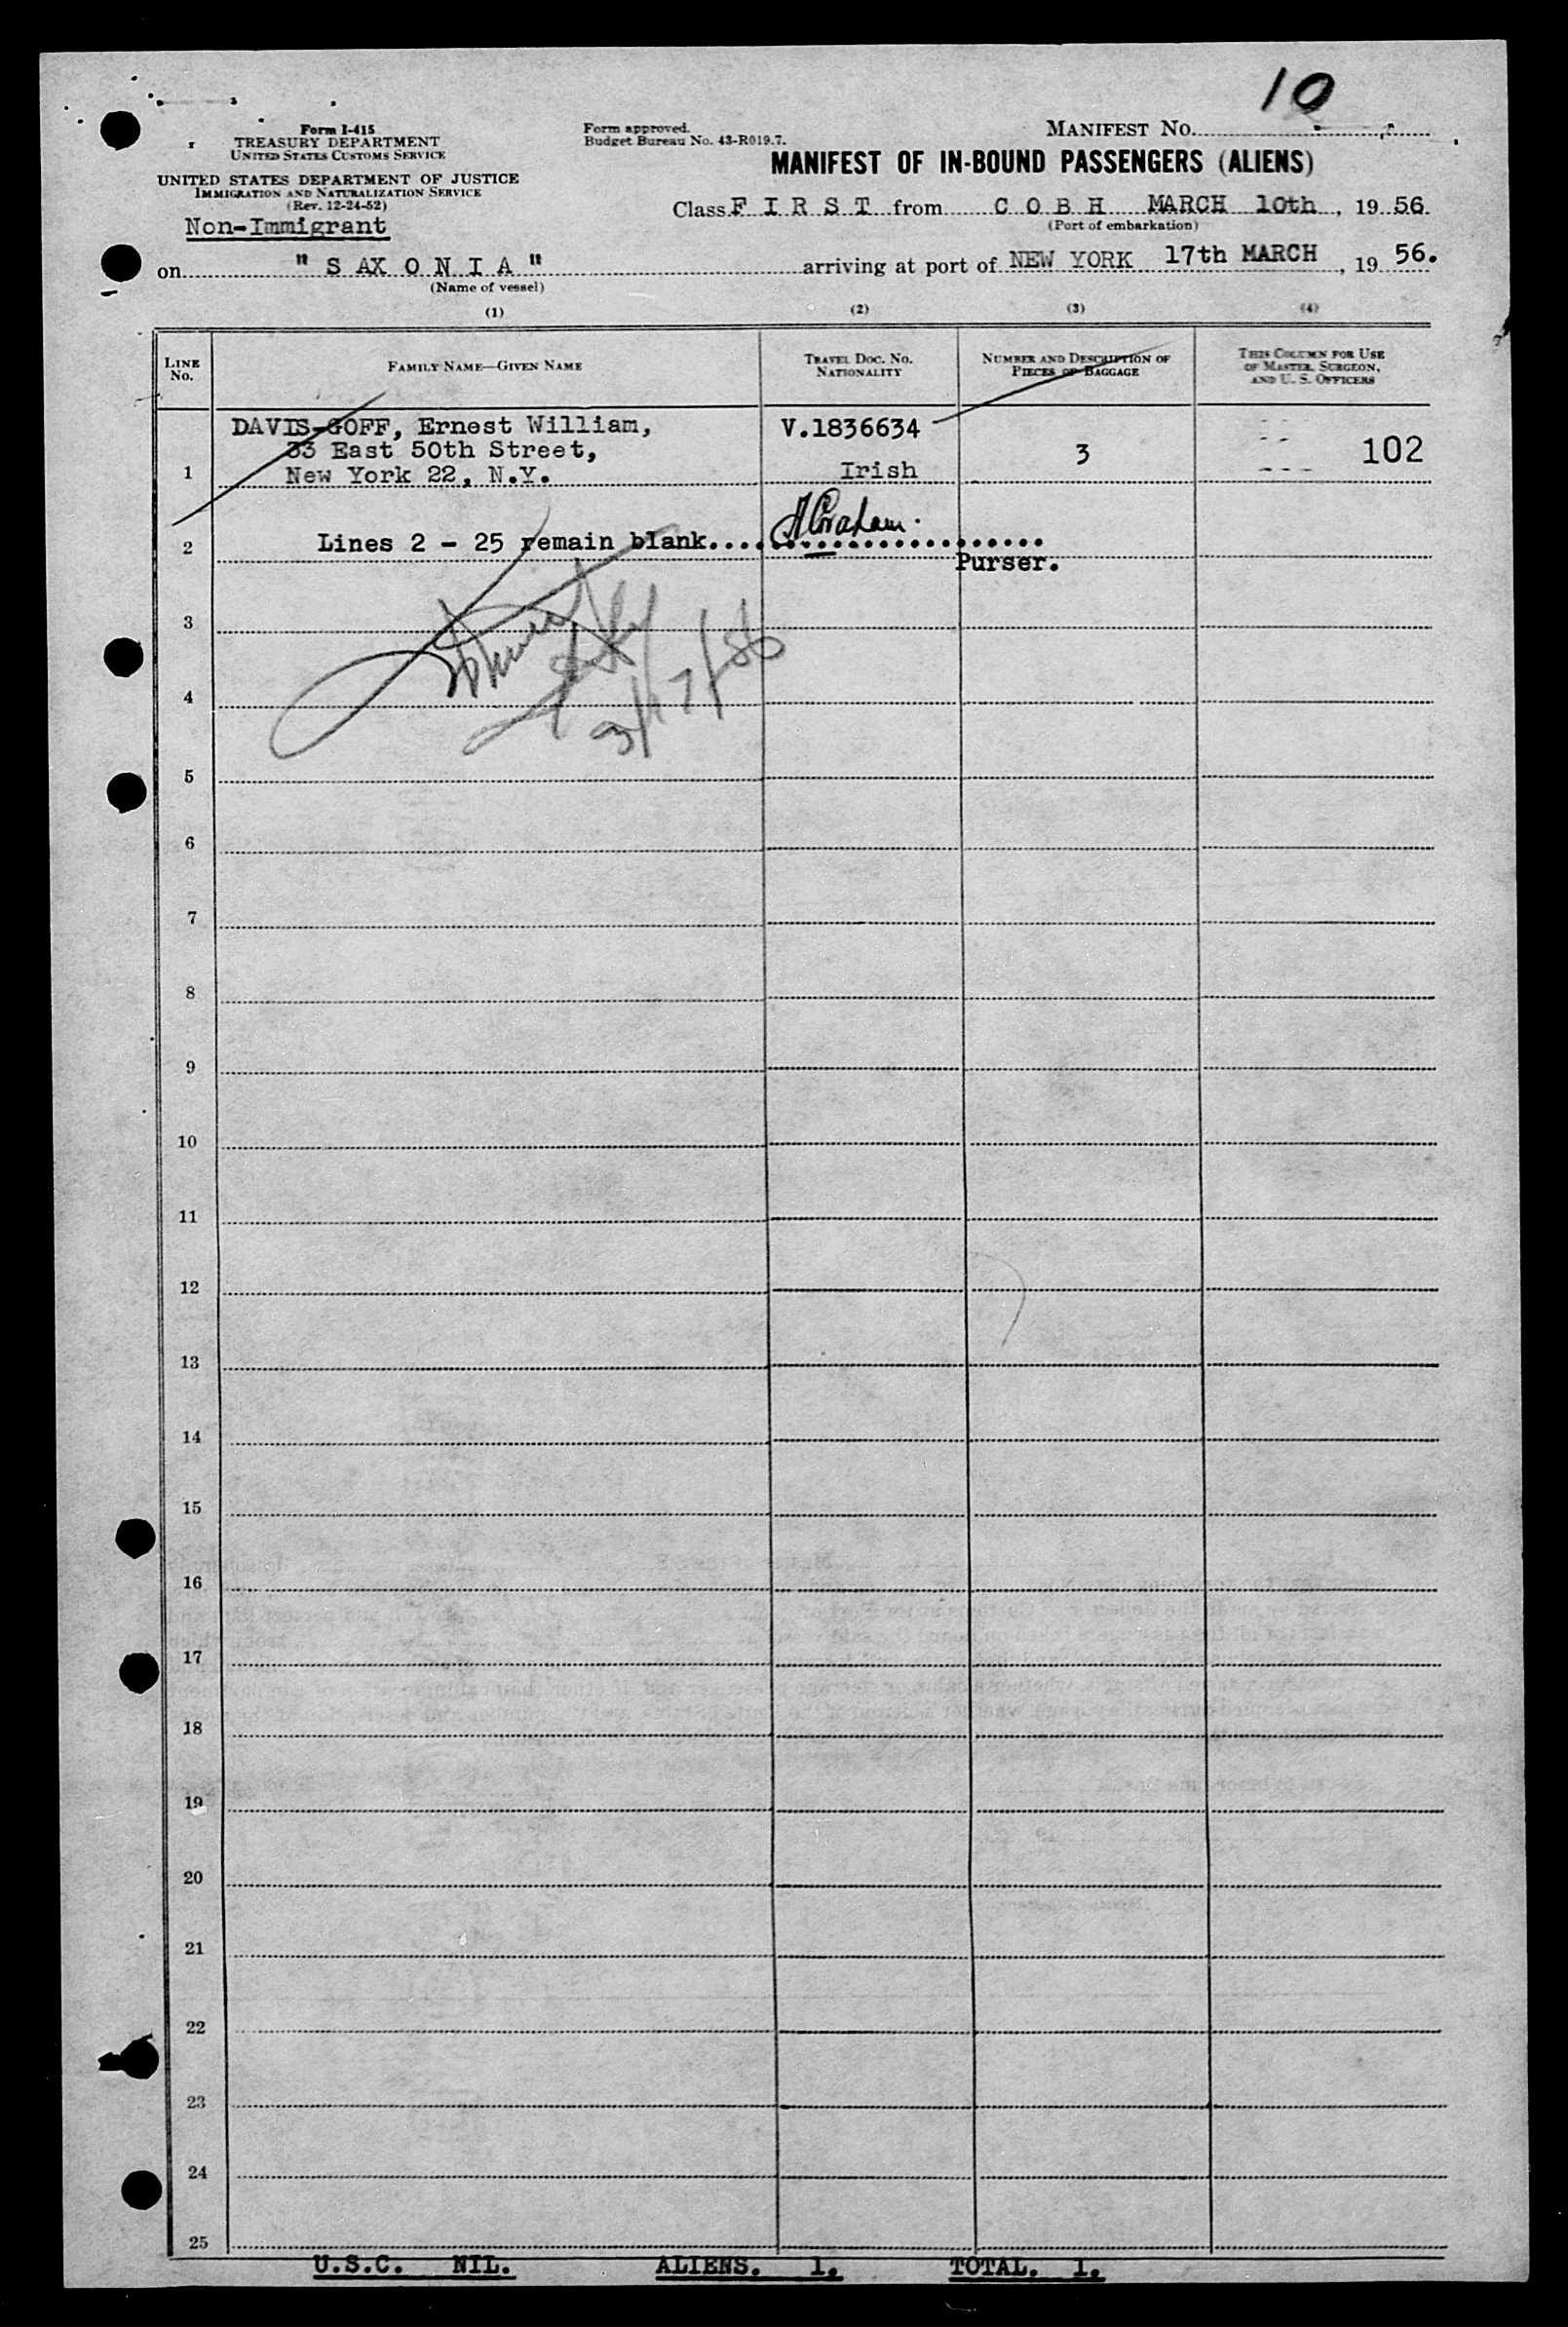 10
Form I-415
TREASURY DEPARTMENT
UNITED STATES CUSTOMS SERVICE
UNITED STATES DEPARTMENT OF JUSTICE
IMMIGRATION AND NATURALIZATION SERVICE
(Rev. 12-24-52)
Non-Immigrant
Form approved.
Budget Bureau No. 43-R019.7.
MANIFEST NO.
MANIFEST OF IN-BOUND PASSENGERS (ALIENS)
Class F I R S T from C O B H MARCH 10th, 19 56
(Port of embarkation)
on " S AX O N I A " arriving at port of NEW YORK 17th MARCH, 19 56.
(Name of vessel)
(1) (2) (3) (4)
LINE NO.
FAMILY NAME—GIVEN NAME
TRAVEL DOC. NO.
NATIONALITY
NUMBER AND DESCRIPTION OF
PIECES OF BAGGAGE
THIS COLUMN FOR USE
OF MASTER, SURGEON,
AND U. S. OFFICERS
DAVIS-GOFF, Ernest William, V.1836634
33 East 50th Street, 3 102
1 New York 22, N.Y. Irish
2 Lines 2 - 25 remain blank....
Purser.
3
3/17/56
4
5
6
7
8
9
10
11
12
13
14
15
16
17
18
19
20
21
22
23
24
25
U.S.C. NIL. ALIENS. 1. TOTAL. 1.